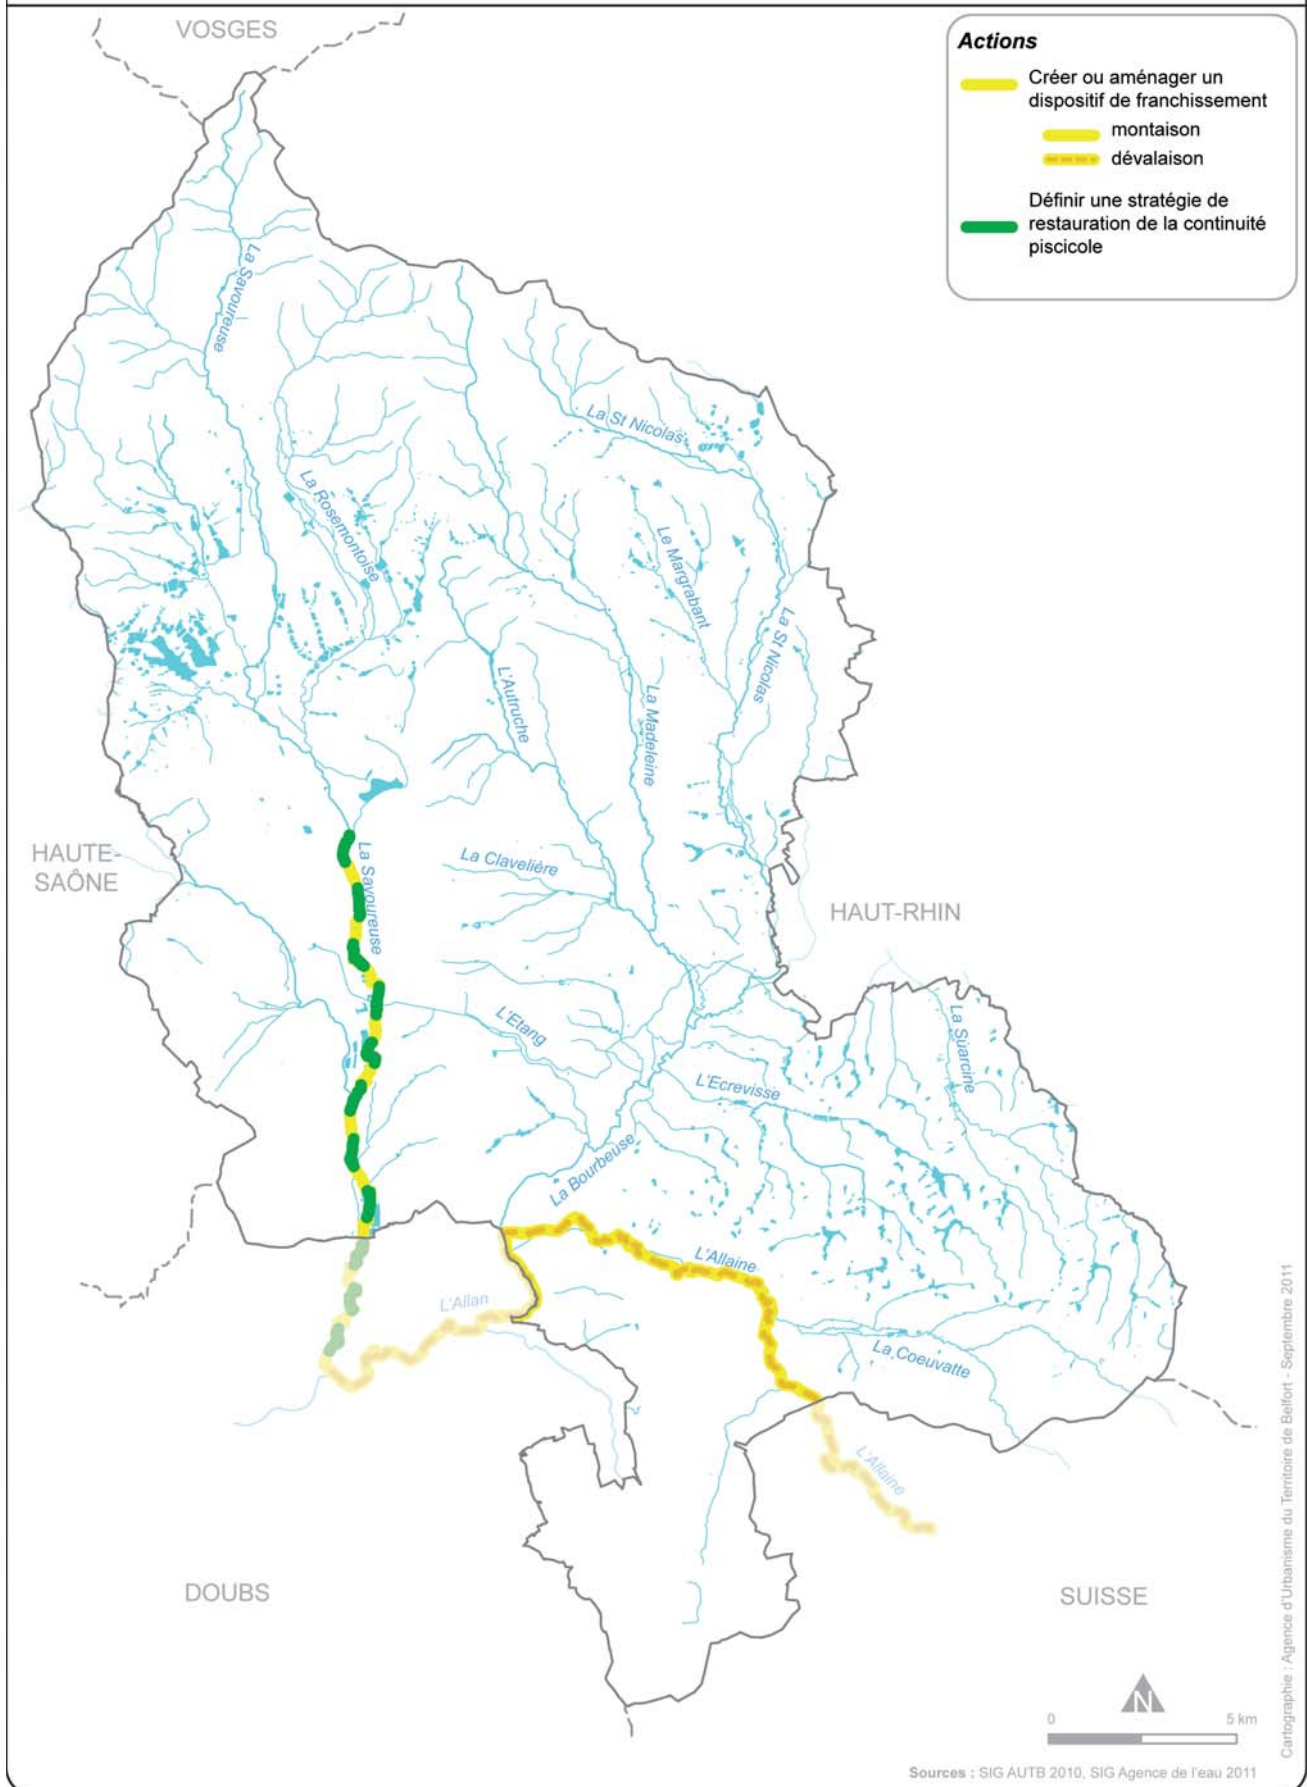 VOSGES
Actions
Créer ou aménager un
dispositif de franchissement
montaison
dévalaison
Définir une stratégie de
restauration de la continuité
piscicole
La Savoureuse
La St Nicolas
La Rosemontoise
Le Margrabant
La St Nicolas
L'Autruche
La Madeleine
HAUTE-
SAÔNE
La Savoureuse
La Clavelière
HAUT-RHIN
L'Etang
La Suarcine
L'Ecrevisse
La Bourbeuse
L'Allaine
L'Allan
La Coeuvatte
L'Allaine
DOUBS
SUISSE
N
0 5 km
Cartographie : Agence d'Urbanisme du Territoire de Belfort - Septembre 2011
Sources : SIG AUTB 2010, SIG Agence de l'eau 2011